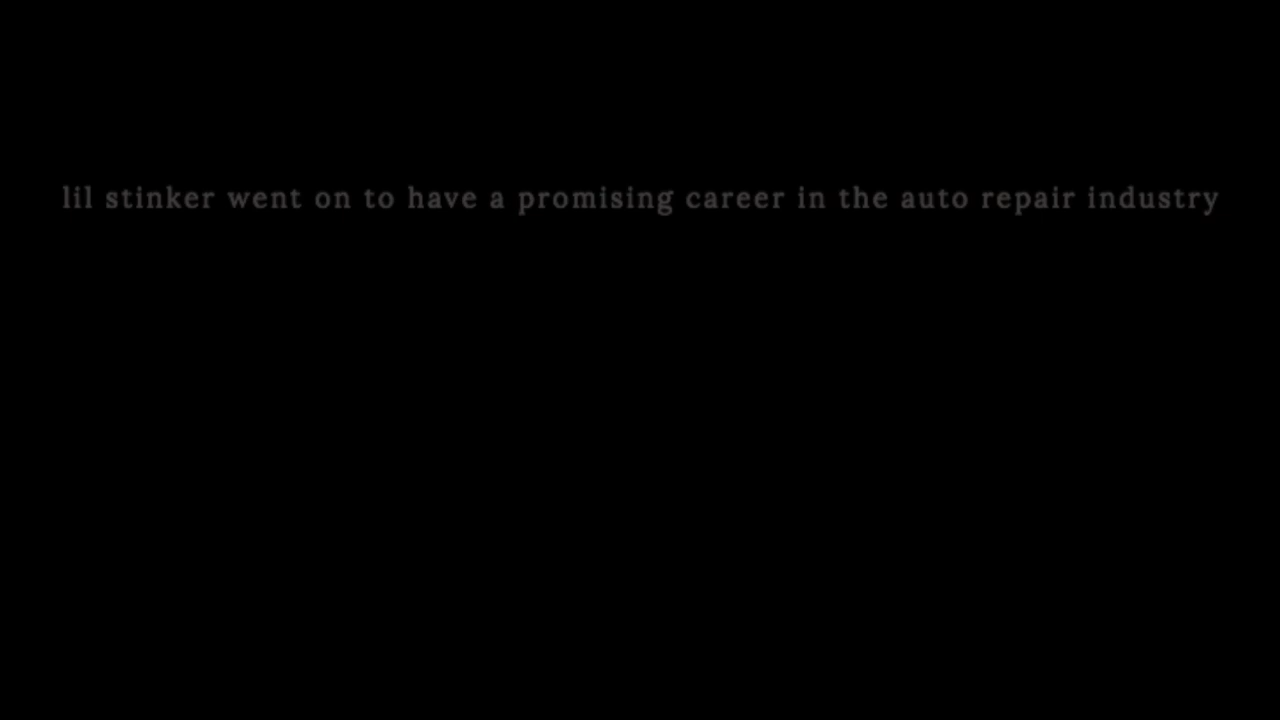 lil stinker went on to have a promising career in the auto repair industry